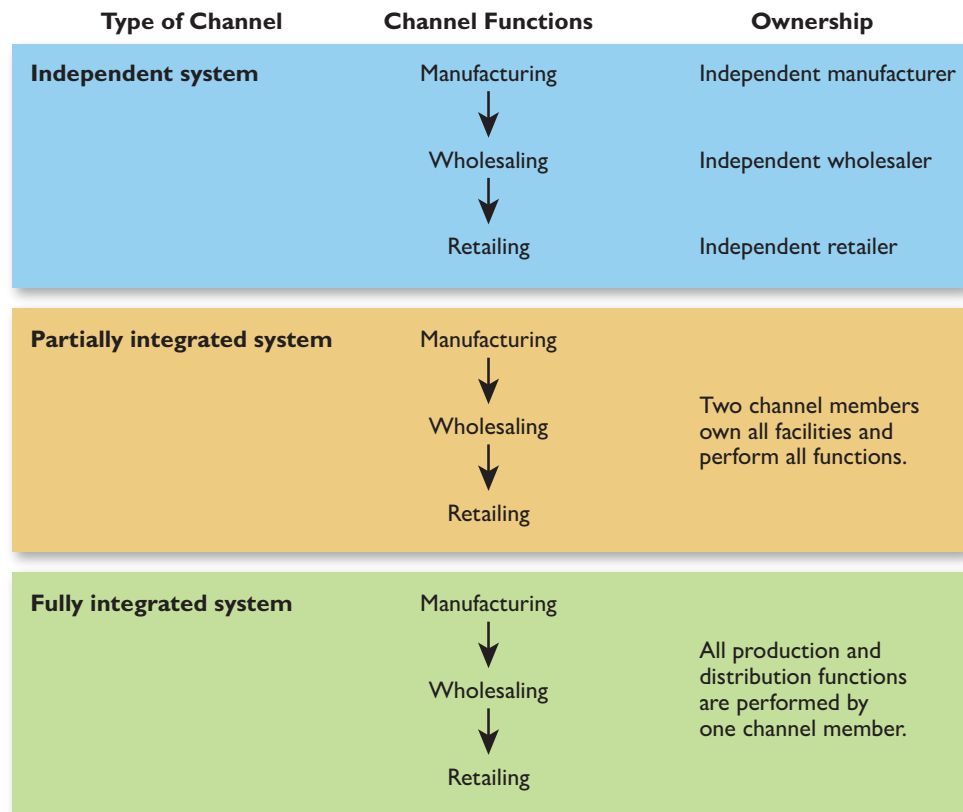 Type of Channel Channel Functions Ownership
Independent system Manufacturing Independent manufacturer
Wholesaling Independent wholesaler
Retailing Independent retailer
Partially integrated system Manufacturing
Wholesaling
Retailing
Two channel members
own all facilities and
perform all functions.
Fully integrated system Manufacturing
Wholesaling
Retailing
All production and
distribution functions
are performed by
one channel member.